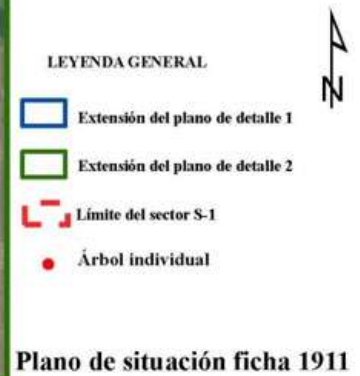 N
LEYENDA GENERAL
Extensión del plano de detalle 1
Extensión del plano de detalle 2
Límite del sector S-1
Árbol individual
Plano de situación ficha 1911